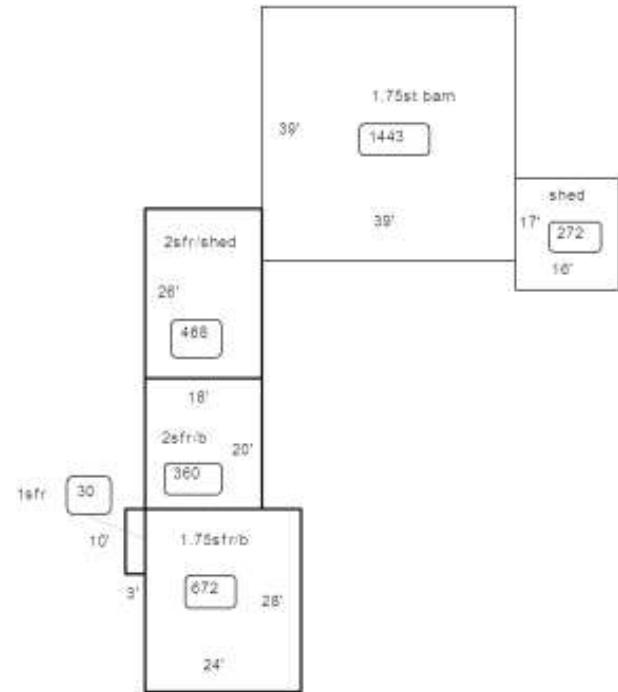 1.75st barn
39'
1443
39'
shed
17'
272
16'
2sfr/shed
26'
468
18'
2sfr/b
20'
360
1sfr
30
10'
1.75sfr/b
3'
672
28'
24'